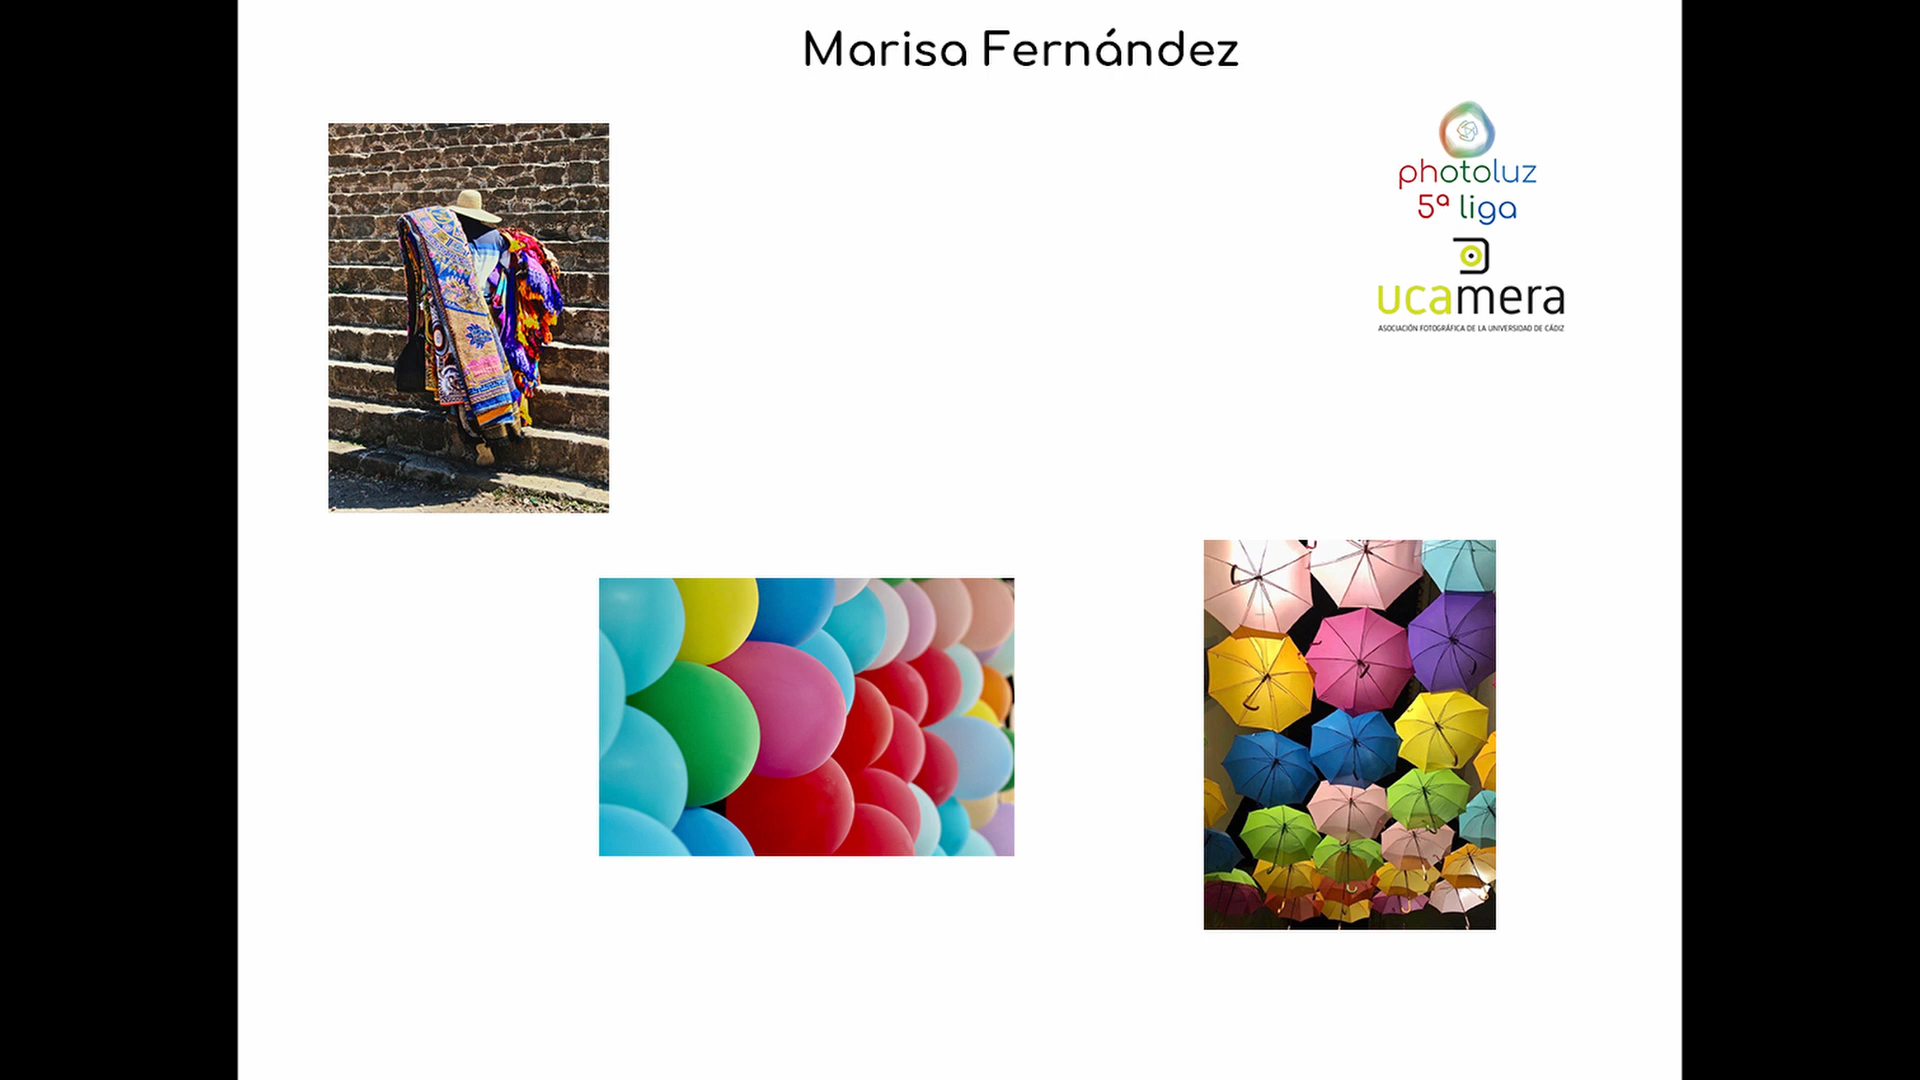 Marisa Fernández
photoluz
5ª liga
ucamera
ASOCIACIÓN FOTOGRÁFICA DE LA UNIVERSIDAD DE CÁDIZ